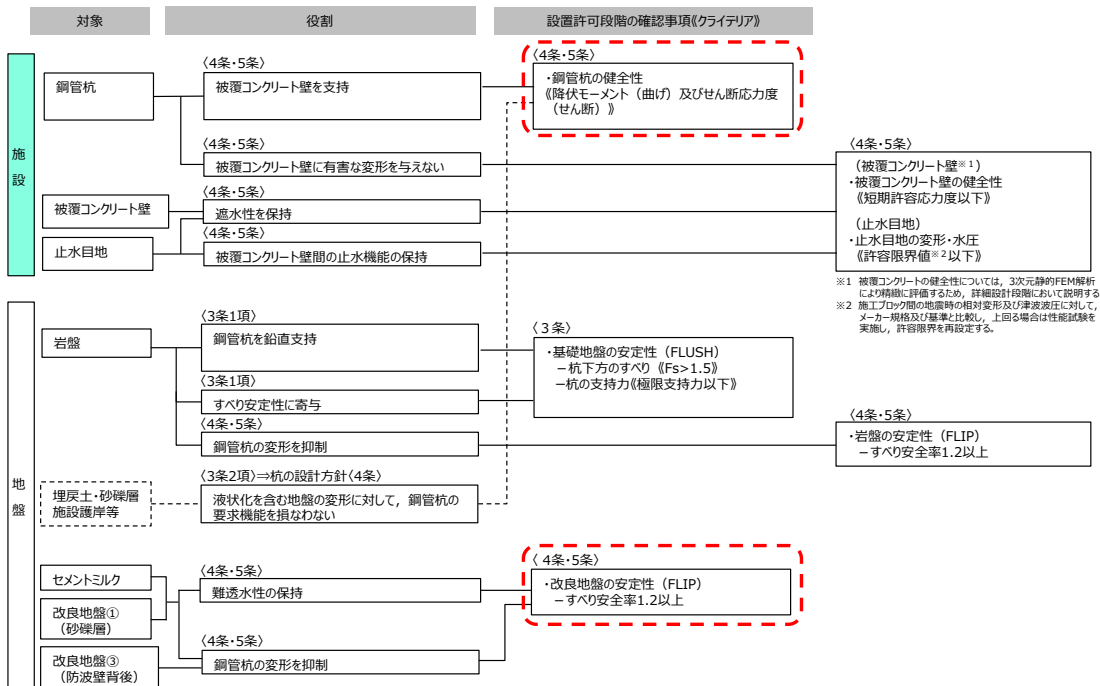 対象
役割
設置許可段階の確認事項《クライテリア》
施設
鋼管杭
〈4条・5条〉
被覆コンクリート壁を支持
〈4条・5条〉
・鋼管杭の健全性
《降伏モーメント（曲げ）及びせん断応力度
（せん断）》
〈4条・5条〉
被覆コンクリート壁に有害な変形を与えない
被覆コンクリート壁
〈4条・5条〉
遮水性を保持
止水目地
〈4条・5条〉
被覆コンクリート壁間の止水機能の保持
〈4条・5条〉
（被覆コンクリート壁※1）
・被覆コンクリート壁の健全性
《短期許容応力度以下》
（止水目地）
・止水目地の変形・水圧
《許容限界値※2以下》
※1 被覆コンクリートの健全性については，3次元静的FEM解析
により精緻に評価するため，詳細設計段階において説明する
※2 施工ブロック間の地震時の相対変形及び津波波圧に対して，
メーカー規格及び基準と比較し，上回る場合は性能試験を
実施し，許容限界を再設定する。
地盤
岩盤
〈3条1項〉
鋼管杭を鉛直支持
〈3条1項〉
すべり安定性に寄与
〈3条〉
・基礎地盤の安定性（FLUSH）
－杭下方のすべり《Fs>1.5》
－杭の支持力《極限支持力以下》
〈4条・5条〉
鋼管杭の変形を抑制
〈4条・5条〉
・岩盤の安定性（FLIP）
－すべり安全率1.2以上
埋戻土・砂礫層
施設護岸等
〈3条2項〉⇒杭の設計方針〈4条〉
液状化を含む地盤の変形に対して，鋼管杭の
要求機能を損なわない
セメントミルク
改良地盤①
（砂礫層）
〈4条・5条〉
難透水性の保持
〈4条・5条〉
・改良地盤の安定性（FLIP）
－すべり安全率1.2以上
改良地盤③
（防波壁背後）
〈4条・5条〉
鋼管杭の変形を抑制